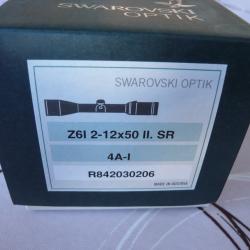 SWAROVSKI
OPTIK
SWAROVSKI OPTIK
Z6I 2-12x50 II. SR
4A-I
R842030206
MADE IN AUSTRIA